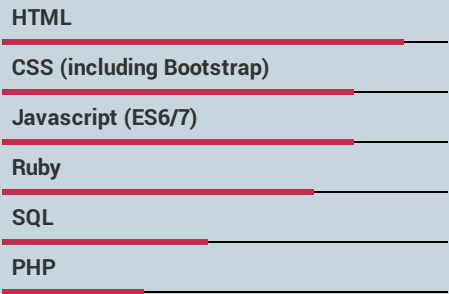 HTML
CSS (including Bootstrap)
Javascript (ES6/7)
Ruby
SQL
PHP